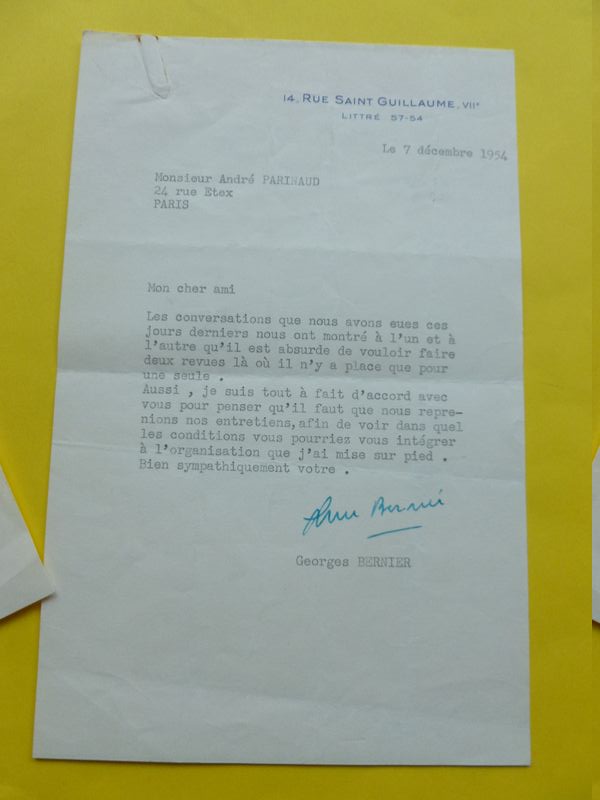 14, RUE SAINT GUILLAUME, VIIᵉ
LITTRÉ 57-54
Le 7 décembre 1954
Monsieur André PARINAUD
24 rue Etex
PARIS
Mon cher ami
Les conversations que nous avons eues ces
jours derniers nous ont montré à l'un et à
l'autre qu'il est absurde de vouloir faire
deux revues là où il n'y a place que pour
une seule .
Aussi , je suis tout à fait d'accord avec
vous pour penser qu'il faut que nous repre-
nions nos entretiens,afin de voir dans quel
les conditions vous pourriez vous intégrer
à l'organisation que j'ai mise sur pied .
Bien sympathiquement votre .
Bernier
Georges BERNIER